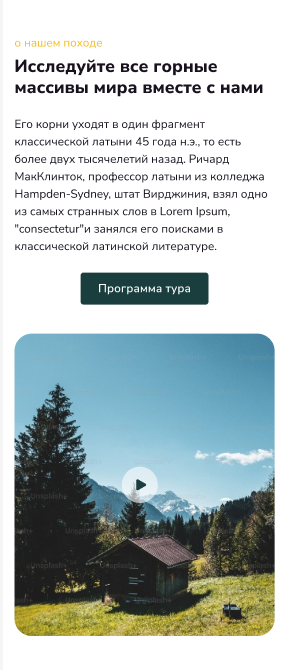 о нашем походе
Исследуйте все горные
массивы мира вместе с нами
Его корни уходят в один фрагмент
классической латыни 45 года н.э., то есть
более двух тысячелетий назад. Ричард
МакКлинток, профессор латыни из колледжа
Hampden-Sydney, штат Вирджиния, взял одно
из самых странных слов в Lorem Ipsum,
"consectetur"и занялся его поисками в
классической латинской литературе.
Программа тура